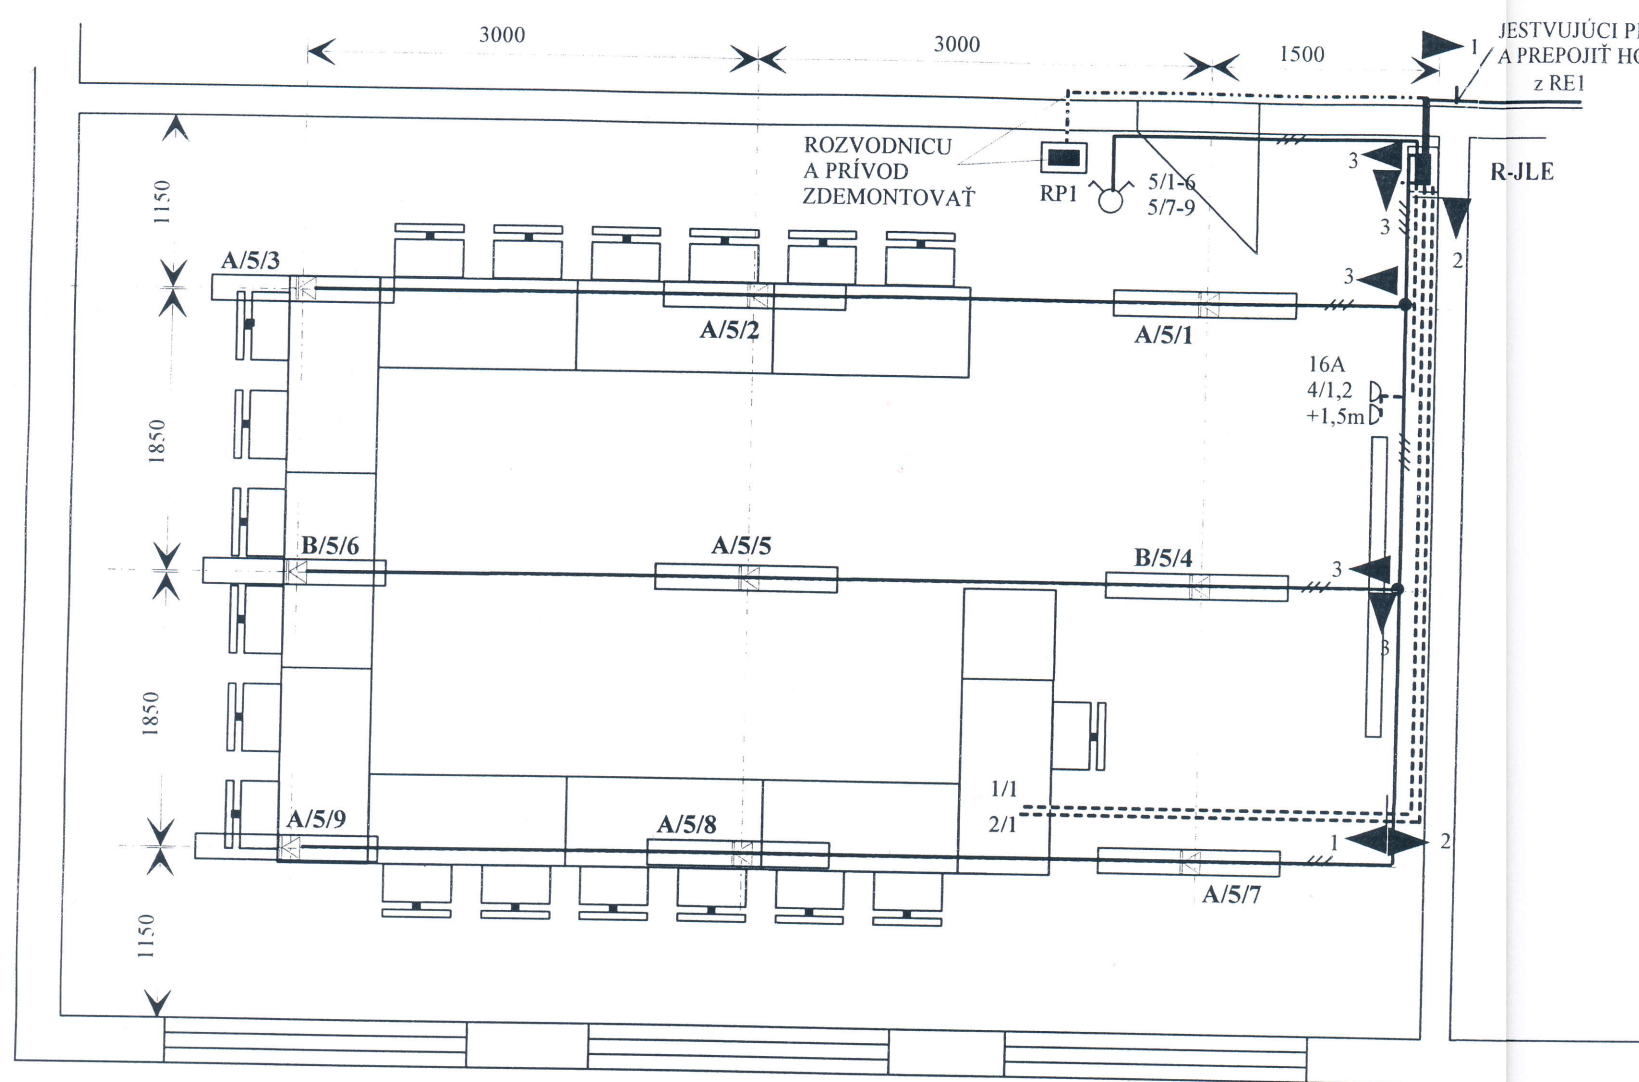 3000
3000
1500
1
JESTVUJÚCI
A PREPOJIŤ
z RE1
ROZVODNICU
A PRÍVOD
ZDEMONTOVAŤ
RP1
5/1-6
5/7-9
3
R-JLE
3
2
1150
A/5/3
A/5/2
A/5/1
3
16A
4/1,2
+1,5m
1850
B/5/6
A/5/5
B/5/4
3
3
1850
1/1
2/1
A/5/9
A/5/8
A/5/7
1
2
1150